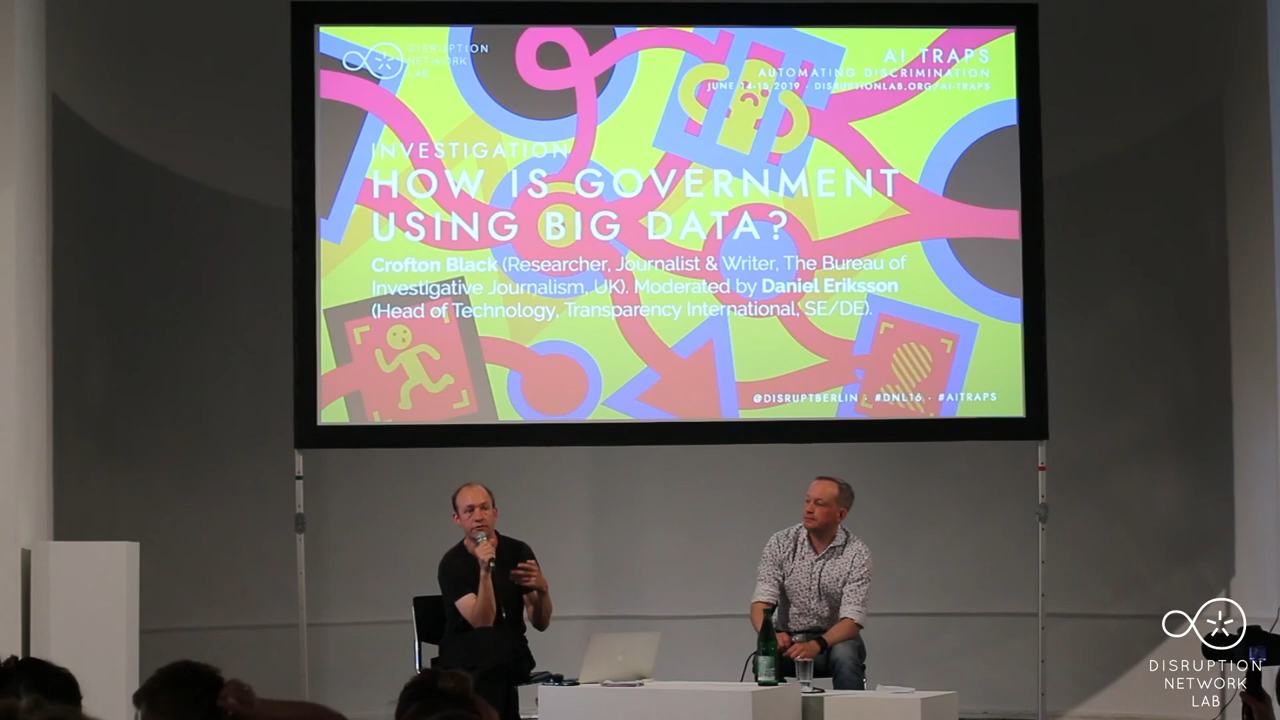 DISRUPTION
NETWORK
LAB
AI TRAPS
AUTOMATING DISCRIMINATION
JUNE 14-15 2019 · DISRUPTIONLAB.ORG/AI-TRAPS
INVESTIGATION
HOW IS GOVERNMENT
USING BIG DATA?
Crofton Black (Researcher, Journalist & Writer, The Bureau of
Investigative Journalism, UK). Moderated by Daniel Eriksson
(Head of Technology, Transparency International, SE/DE).
@DISRUPTBERLIN · #DNL16 · #AITRAPS
DISRUPTION
NETWORK
LAB